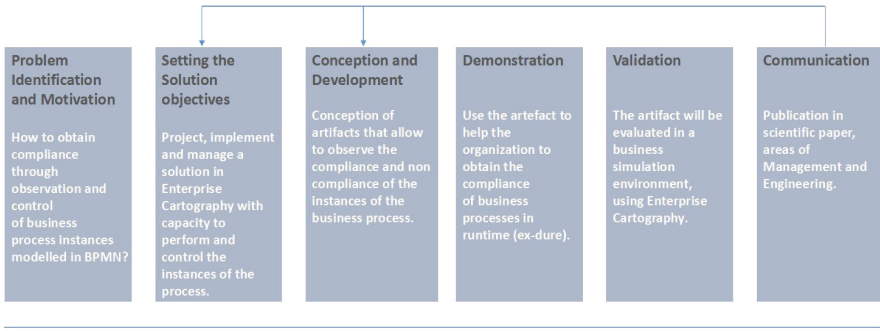 Problem
Identification
and Motivation
How to obtain
compliance
through
observation and
control
of business
process instances
modelled in BPMN?
Setting the
Solution
objectives
Project, implement
and manage a
solution in
Enterprise
Cartography with
capacity to
perform and
control the
instances of the
process.
Conception and
Development
Conception of
artifacts that allow
to observe the
compliance and non
compliance of the
instances of the
business process.
Demonstration
Use the artefact to
help the
organization to
obtain the
compliance
of business
processes in
runtime (ex-dure).
Validation
The artifact will be
evaluated in a
business
simulation
environment,
using Enterprise
Cartography.
Communication
Publication in
scientific paper,
areas of
Management and
Engineering.